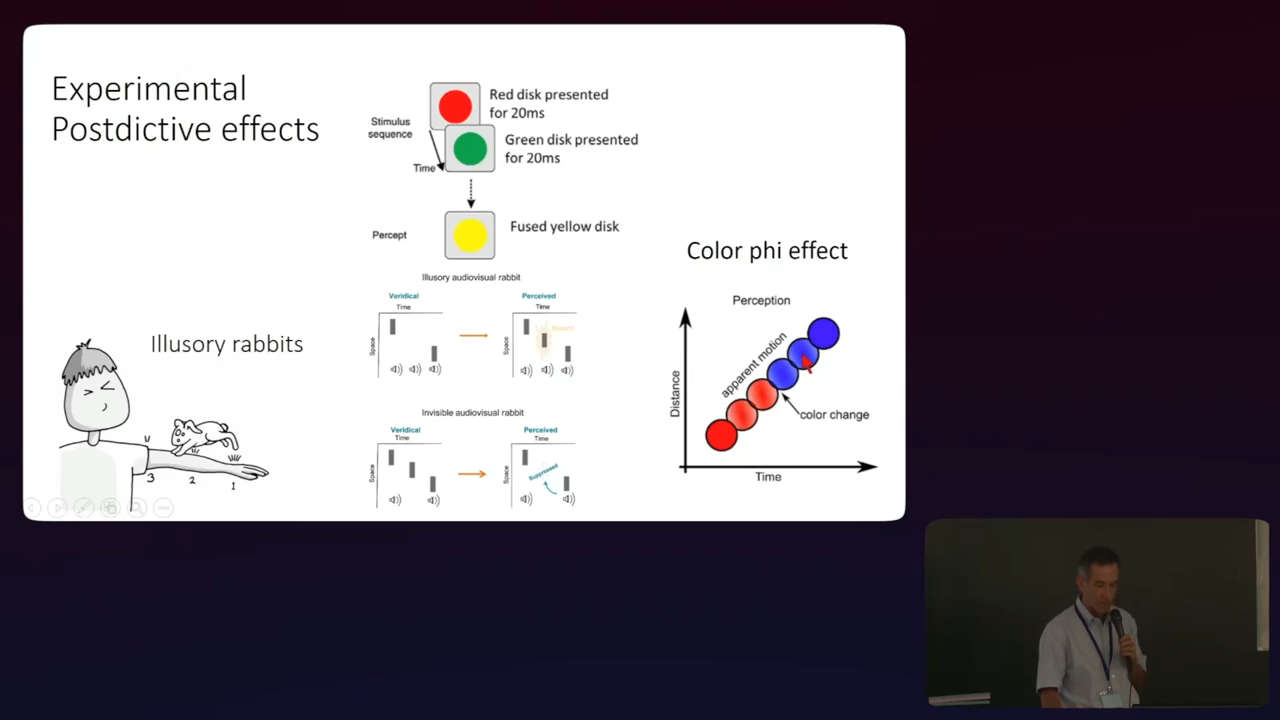 Experimental
Postdictive effects
Red disk presented
for 20ms
Stimulus
sequence
Green disk presented
for 20ms
Time
Percept
Fused yellow disk
Illusory audiovisual rabbit
Veridical
Time
Space
Perceived
Time
Space
Invisible audiovisual rabbit
Veridical
Time
Space
Perceived
Time
Space
Suppressed
Illusory rabbits
3
2
1
Color phi effect
Perception
Distance
apparent motion
color change
Time